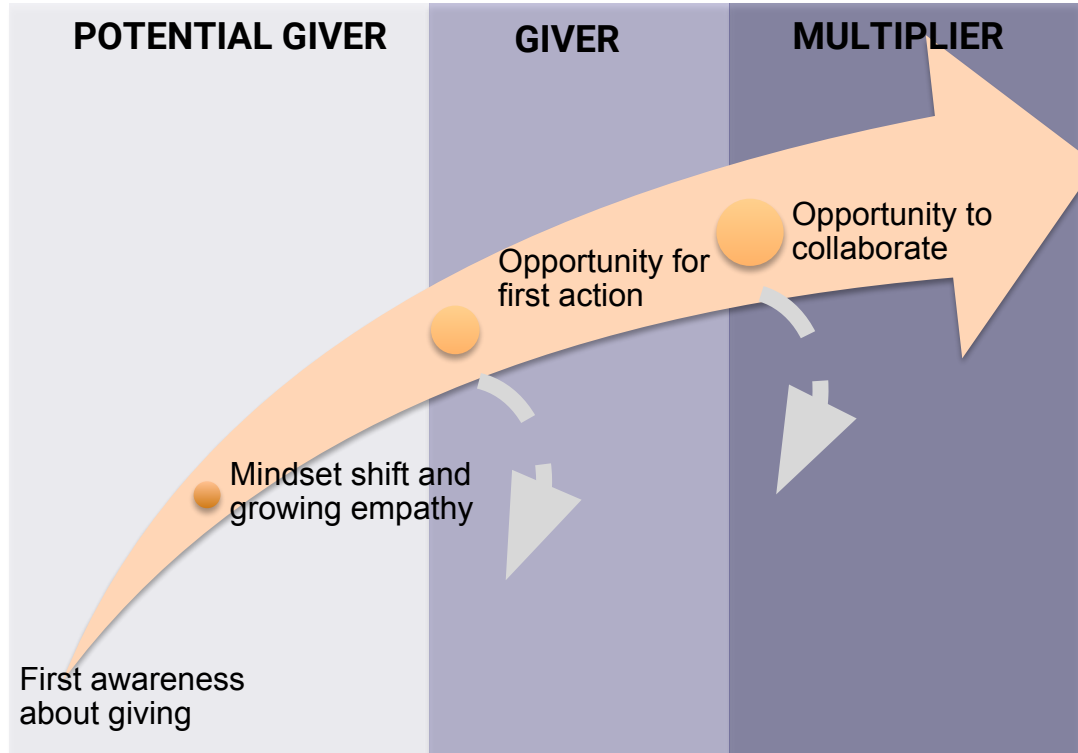 POTENTIAL GIVER
GIVER
MULTIPLIER
Opportunity to
collaborate
Opportunity for
first action
Mindset shift and
growing empathy
First awareness
about giving